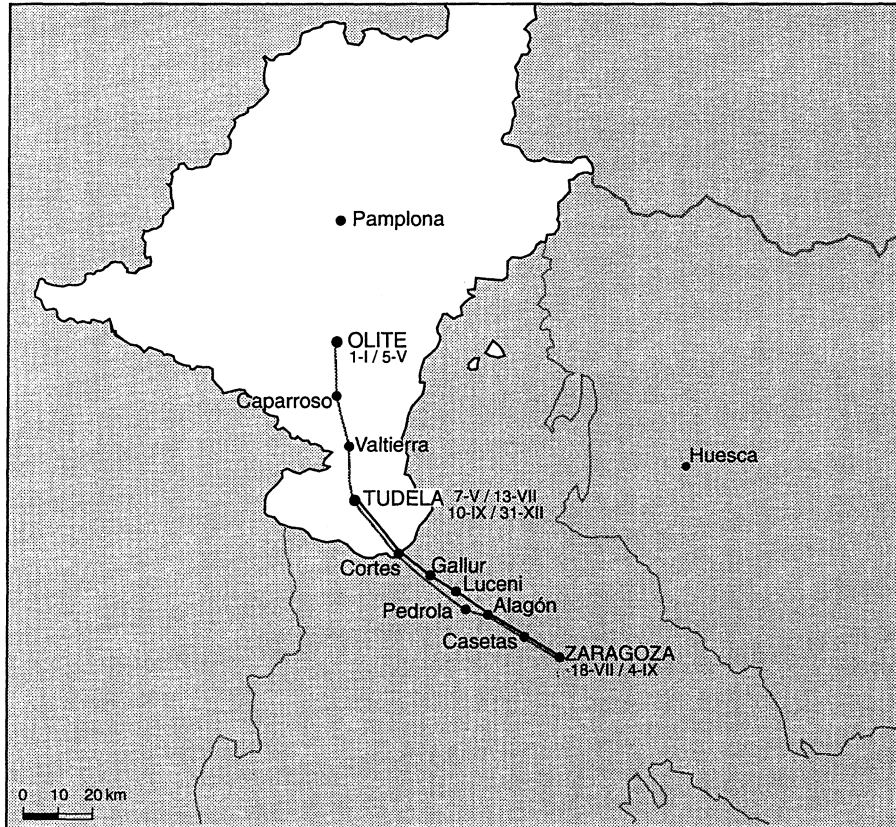 Pamplona
OLITE
1-I / 5-V
Caparroso
Valtierra
Huesca
TUDELA 7-V / 13-VII
10-IX / 31-XII
Cortes
Gallur
Luceni
Pedrola
Alagón
Casetas
ZARAGOZA
18-VII / 4-IX
0 10 20 km